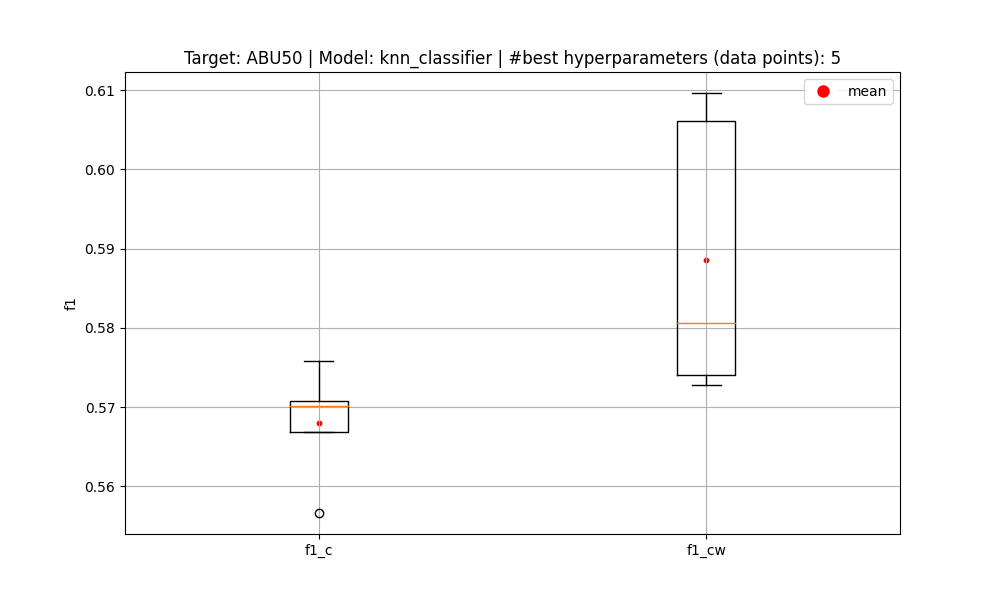 Target: ABU50 | Model: knn_classifier | #best hyperparameters (data points): 5
mean
0.61
0.60
0.59
0.58
0.57
0.56
f1
f1_c
f1_cw